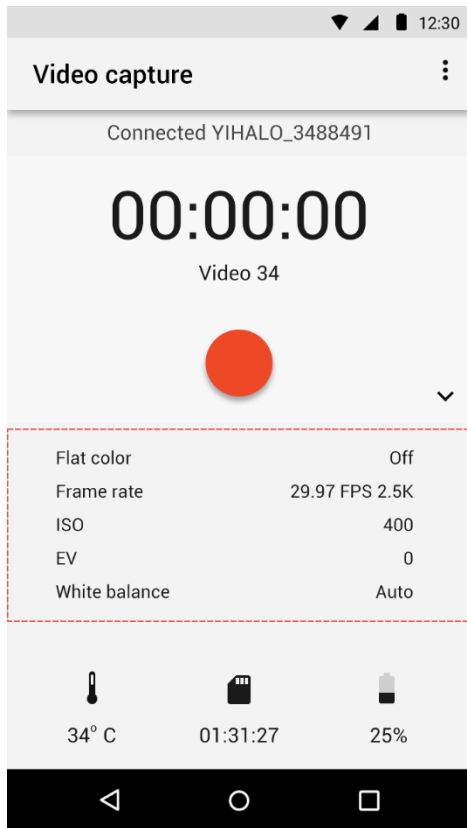 12:30
Video capture
Connected YIHALO_3488491
00:00:00
Video 34
Flat color Off
Frame rate 29.97 FPS 2.5K
ISO 400
EV 0
White balance Auto
34° C 01:31:27 25%